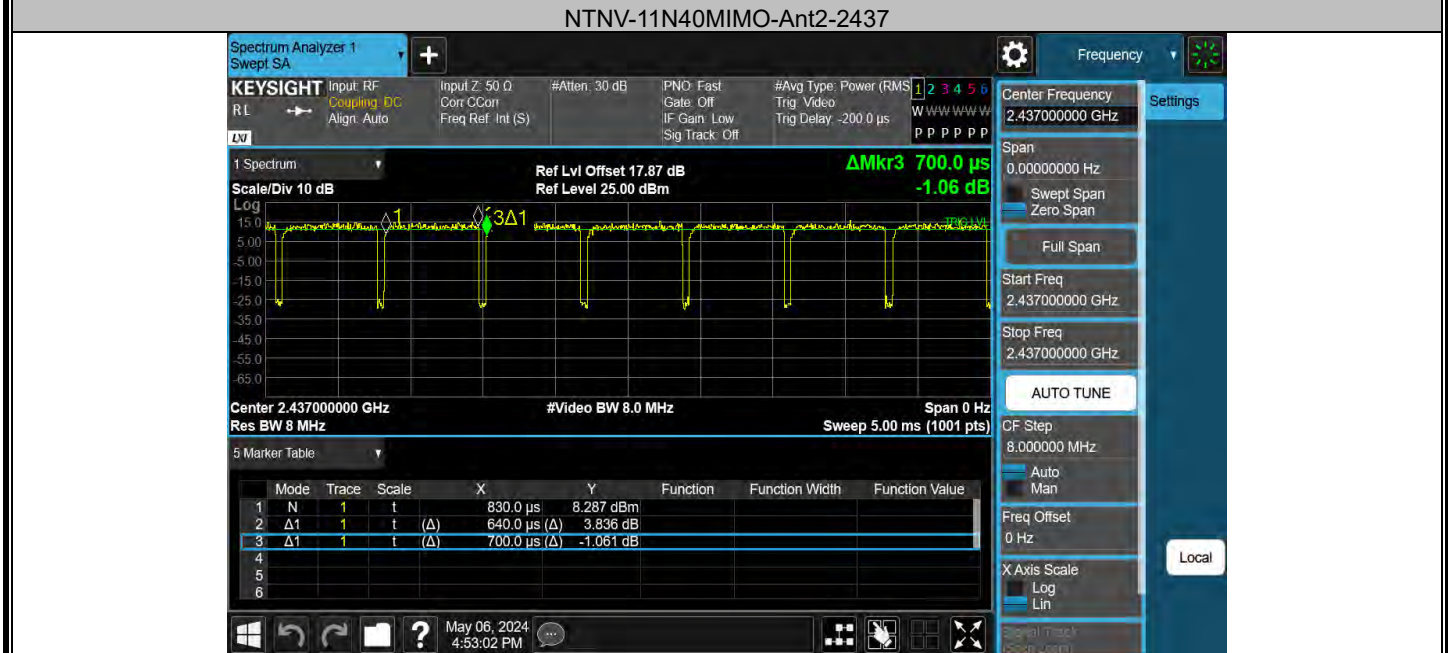 NTNV-11N40MIMO-Ant2-2437
Spectrum Analyzer 1
Swept SA
Frequency
KEYSIGHT
RL
LXI
Input: RF
Coupling: DC
Align: Auto
Input Z: 50 Ω
Corr CCorr
Freq Ref: Int (S)
#Atten: 30 dB
PNO: Fast
Gate: Off
IF Gain: Low
Sig Track: Off
#Avg Type: Power (RMS
Trig: Video
Trig Delay: -200.0 µs
1 2 3 4 5 6
W W W W W W
P P P P P P
1 Spectrum
Scale/Div 10 dB
Ref Lvl Offset 17.87 dB
Ref Level 25.00 dBm
ΔMkr3 700.0 µs
-1.06 dB
Log
15.0
5.00
-5.00
-15.0
-25.0
-35.0
-45.0
-55.0
-65.0
1
3Δ1
TRIG LVL
Center 2.437000000 GHz
#Video BW 8.0 MHz
Span 0 Hz
Res BW 8 MHz
Sweep 5.00 ms (1001 pts)
5 Marker Table
Mode Trace Scale X Y Function Function Width Function Value
1 N 1 t 830.0 µs 8.287 dBm
2 Δ1 1 t (Δ) 640.0 µs (Δ) 3.836 dB
3 Δ1 1 t (Δ) 700.0 µs (Δ) -1.061 dB
4
5
6
Center Frequency
2.437000000 GHz
Settings
Span
0.00000000 Hz
Swept Span
Zero Span
Full Span
Start Freq
2.437000000 GHz
Stop Freq
2.437000000 GHz
AUTO TUNE
CF Step
8.000000 MHz
Auto
Man
Freq Offset
0 Hz
X Axis Scale
Log
Lin
Signal Track
(Span Zoom)
Local
?
May 06, 2024
4:53:02 PM